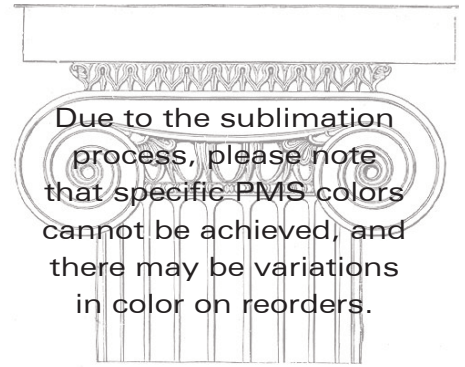 Due to the sublimation
process, please note
that specific PMS colors
cannot be achieved, and
there may be variations
in color on reorders.